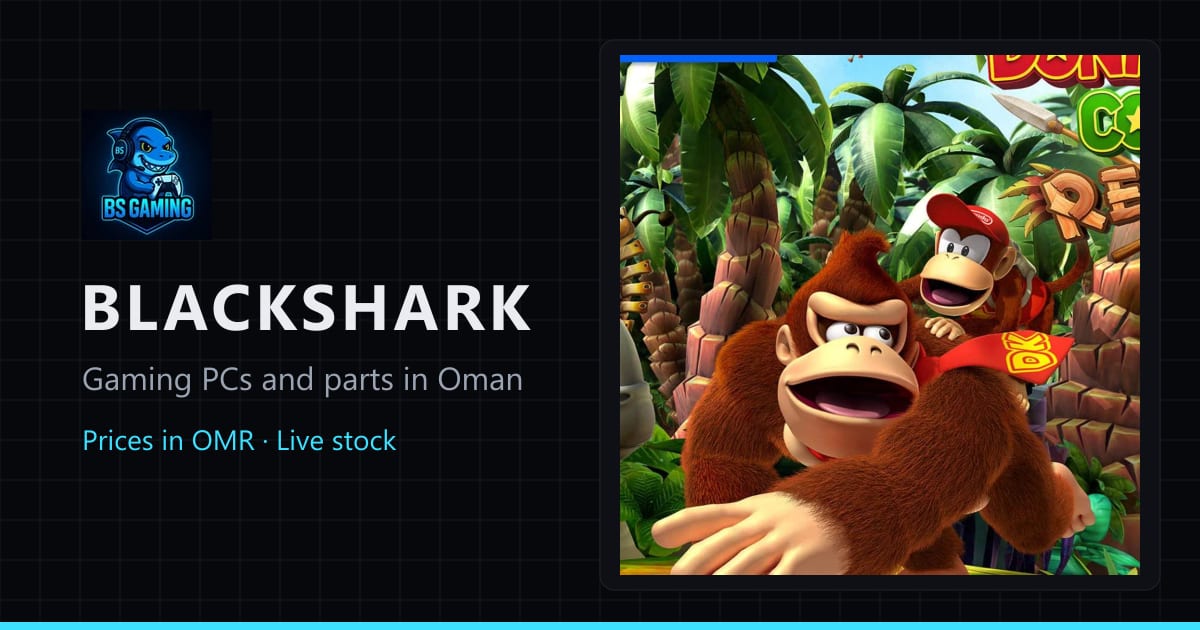 BS
BS GAMING
BLACKSHARK
Gaming PCs and parts in Oman
Prices in OMR · Live stock
DK